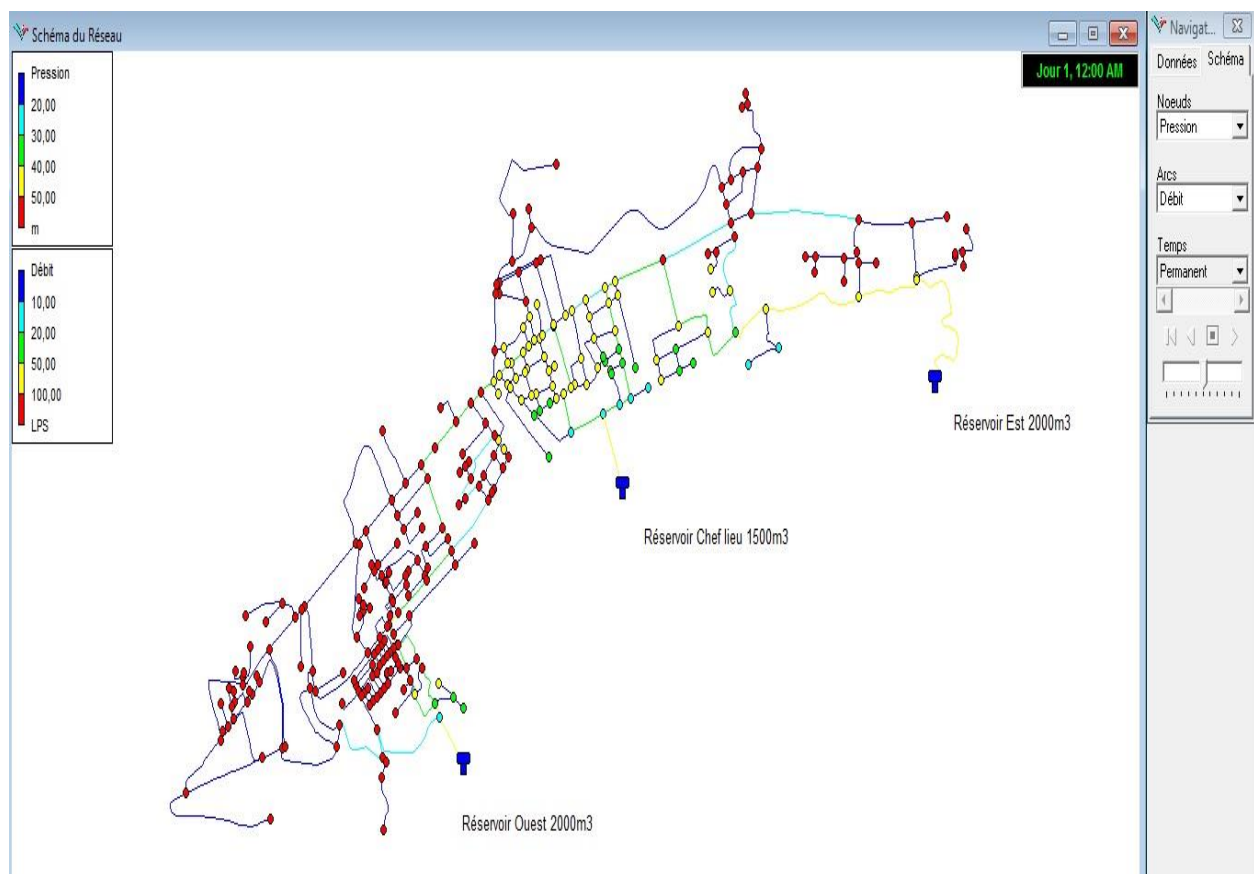 Schéma du Réseau
Pression
20,00
30,00
40,00
50,00
m
Débit
10,00
20,00
50,00
100,00
LPS
Jour 1, 12:00 AM
Réservoir Est 2000m3
Réservoir Chef lieu 1500m3
Réservoir Ouest 2000m3
Navigat...
Données Schéma
Noeuds
Pression
Arcs
Débit
Temps
Permanent